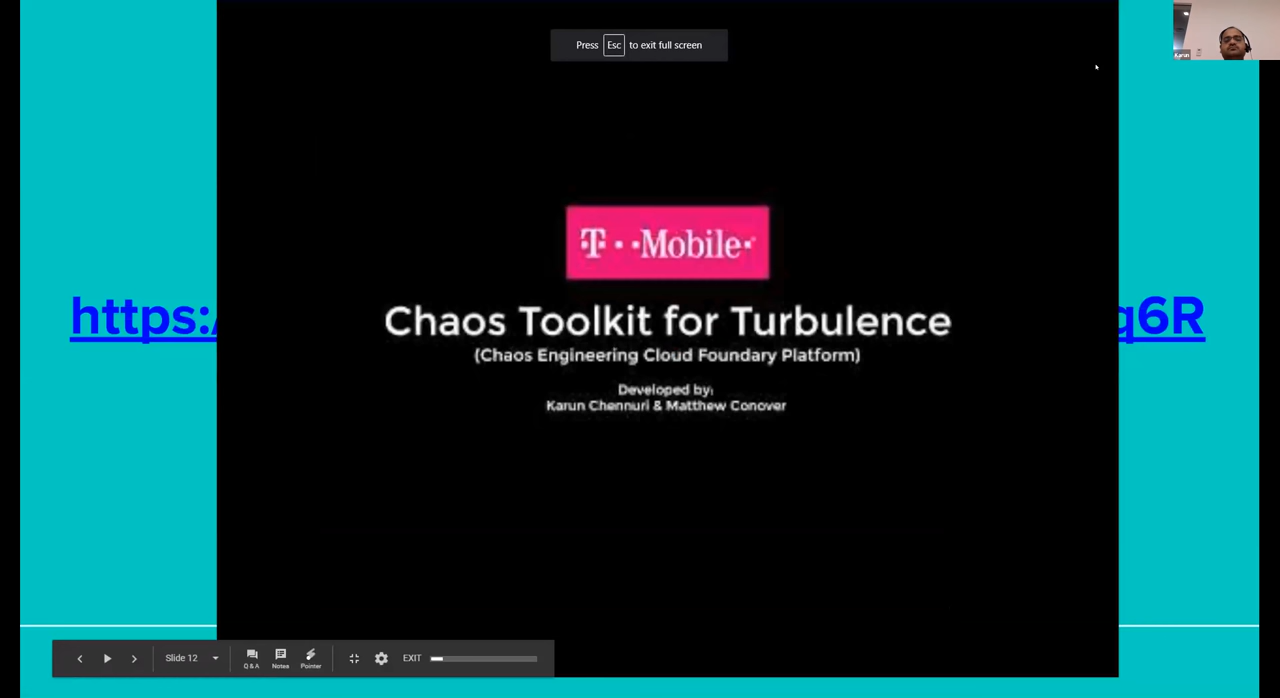 Press Esc to exit full screen
Karun
T··Mobile·
https:/
q6R
Chaos Toolkit for Turbulence
(Chaos Engineering Cloud Foundary Platform)
Developed by:
Karun Chennuri & Matthew Conover
Slide 12
Q&A
Notes
Pointer
EXIT